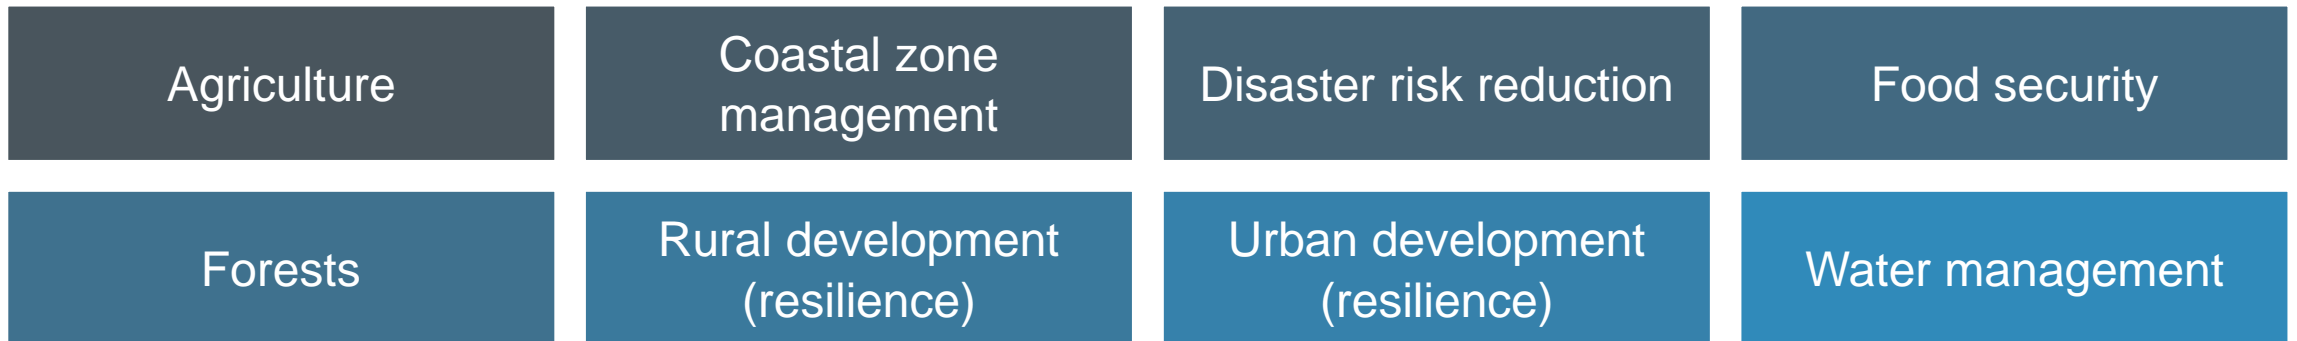 Agriculture
Coastal zone
management
Disaster risk reduction
Food security
Forests
Rural development
(resilience)
Urban development
(resilience)
Water management